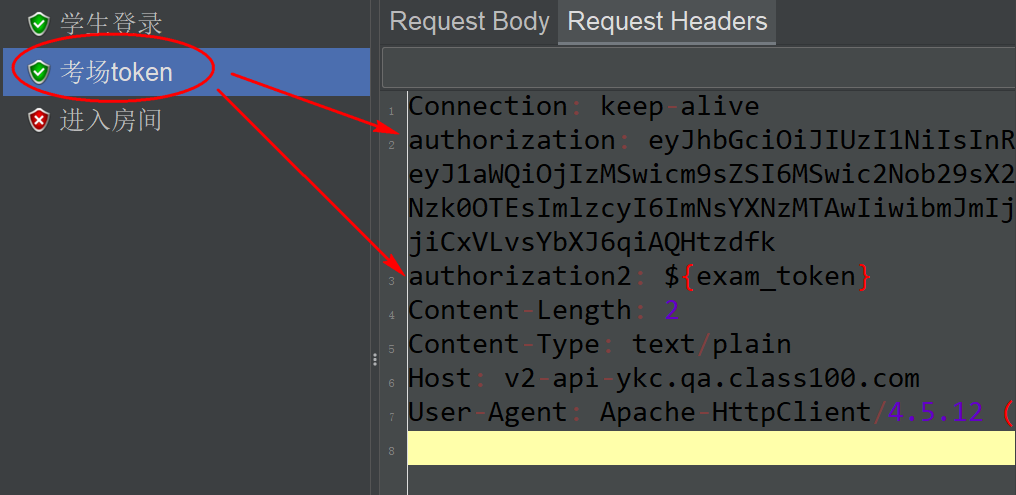 学生登录
考场token
进入房间
Request Body
Request Headers
1 Connection: keep-alive
2 authorization: eyJhbGciOiJIUzI1NiIsInR
eyJ1aWQiOjIzMSwicm9sZSI6MSwic2Nob29sX2
Nzk0OTEsImlzcyI6ImNsYXNzMTAwIiwibmJmIj
jiCxVLvsYbXJ6qiAQHtzdfk
3 authorization2: ${exam_token}
4 Content-Length: 2
5 Content-Type: text/plain
6 Host: v2-api-ykc.qa.class100.com
7 User-Agent: Apache-HttpClient/4.5.12 (
8